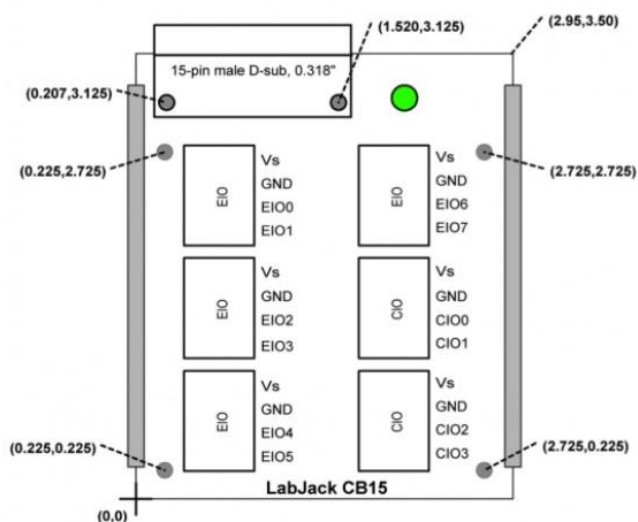 (1.520,3.125)
(2.95,3.50)
15-pin male D-sub, 0.318"
(0.207,3.125)
(0.225,2.725)
(2.725,2.725)
EIO
Vs
GND
EIO0
EIO1
EIO
Vs
GND
EIO6
EIO7
EIO
Vs
GND
EIO2
EIO3
CIO
Vs
GND
CIO0
CIO1
EIO
Vs
GND
EIO4
EIO5
CIO
Vs
GND
CIO2
CIO3
(0.225,0.225)
(2.725,0.225)
LabJack CB15
(0,0)